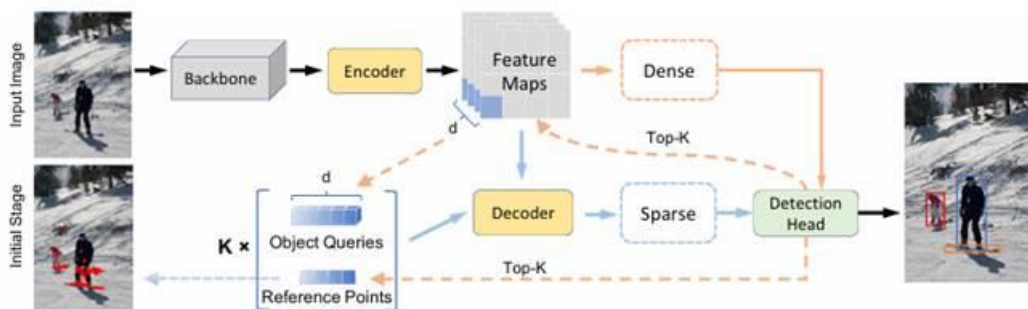 Input Image
Backbone
Encoder
Feature
Maps
Dense
d
Top-K
d
K ×
Object Queries
Decoder
Sparse
Detection
Head
Initial Stage
Top-K
Reference Points